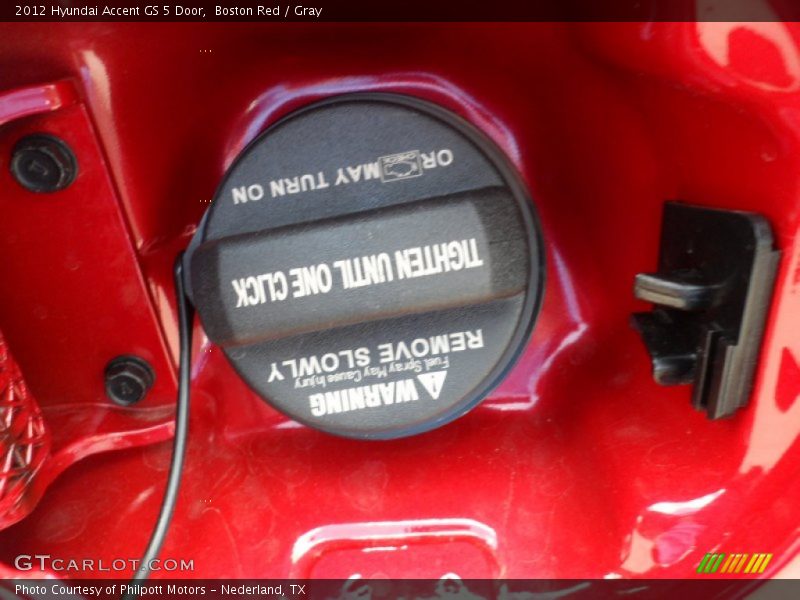 2012 Hyundai Accent GS 5 Door, Boston Red / Gray
WARNING
Fuel Spray May Cause Injury
REMOVE SLOWLY
TIGHTEN UNTIL ONE CLICK
OR CHECK MAY TURN ON
GTCARLOT.COM
Photo Courtesy of Philpott Motors - Nederland, TX